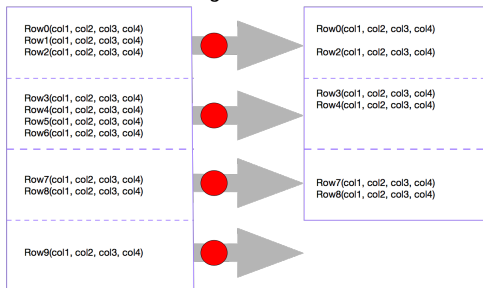 Row0(col1, col2, col3, col4)
Row1(col1, col2, col3, col4)
Row2(col1, col2, col3, col4)
Row3(col1, col2, col3, col4)
Row4(col1, col2, col3, col4)
Row5(col1, col2, col3, col4)
Row6(col1, col2, col3, col4)
Row7(col1, col2, col3, col4)
Row8(col1, col2, col3, col4)
Row9(col1, col2, col3, col4)
Row0(col1, col2, col3, col4)
Row2(col1, col2, col3, col4)
Row3(col1, col2, col3, col4)
Row4(col1, col2, col3, col4)
Row7(col1, col2, col3, col4)
Row8(col1, col2, col3, col4)